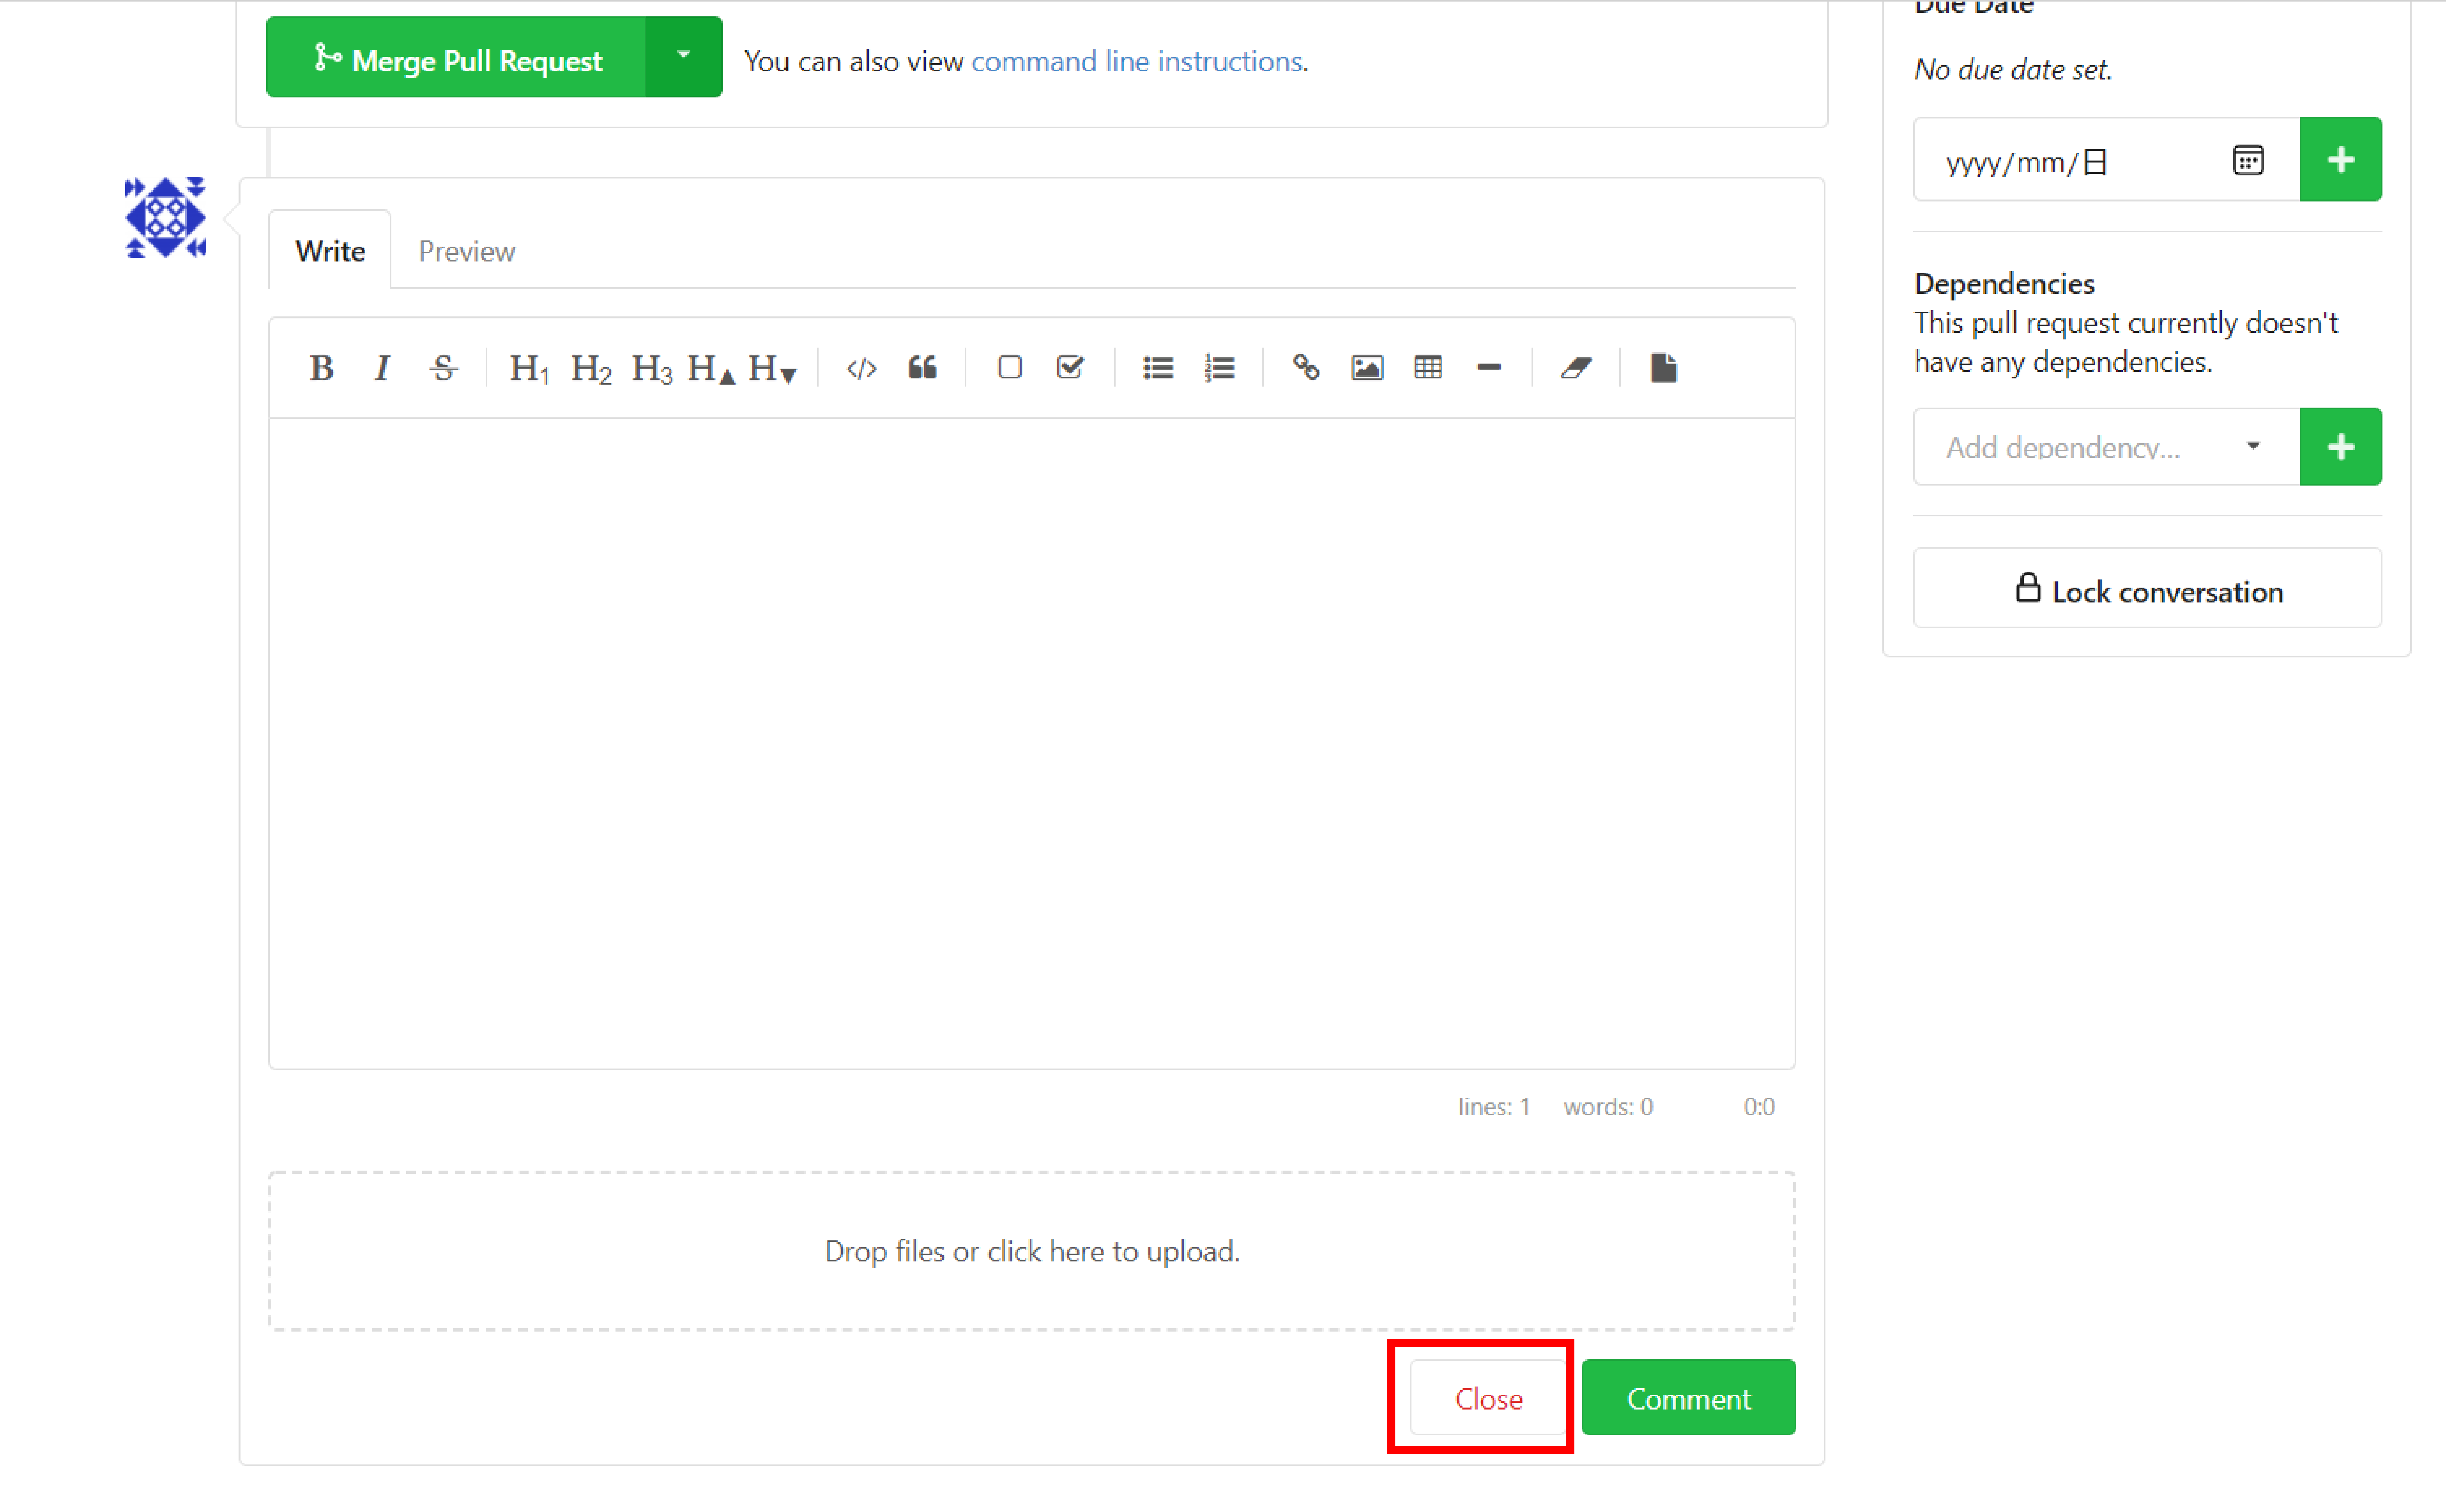 Merge Pull Request
You can also view command line instructions.
Write
Preview
B I S H1 H2 H3 H▲ H▼
lines: 1 words: 0 0:0
Drop files or click here to upload.
Close
Comment
Due Date
No due date set.
yyyy/mm/日
Dependencies
This pull request currently doesn't
have any dependencies.
Add dependency...
Lock conversation